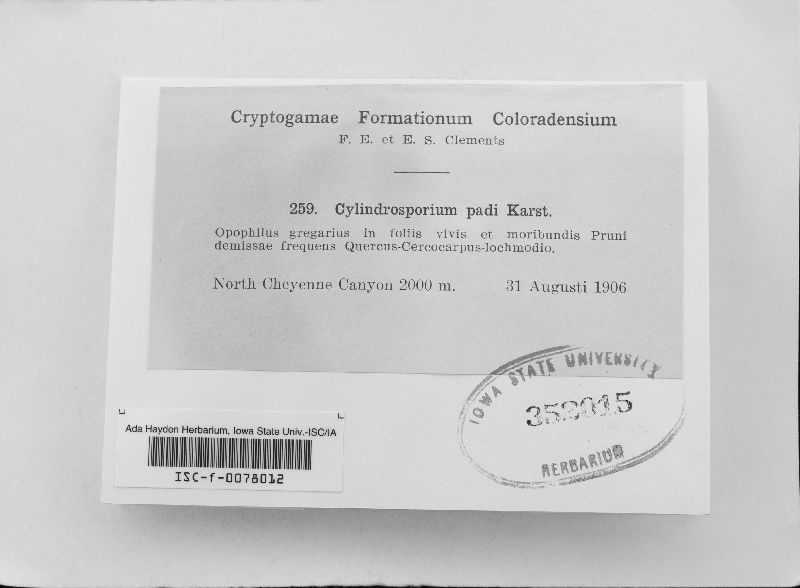 Cryptogamae Formationum Coloradensium
F. E. et E. S. Clements
259. Cylindrosporium padi Karst.
Opophilus gregarius in foliis vivis et moribundis Pruni
demissae frequens Quercus-Cercocarpus-lochmodio.
North Cheyenne Canyon 2000 m. 31 Augusti 1906
IOWA STATE UNIVERSITY
352015
HERBARIUM
Ada Hayden Herbarium, Iowa State Univ.-ISC/IA
ISC-f-0078012